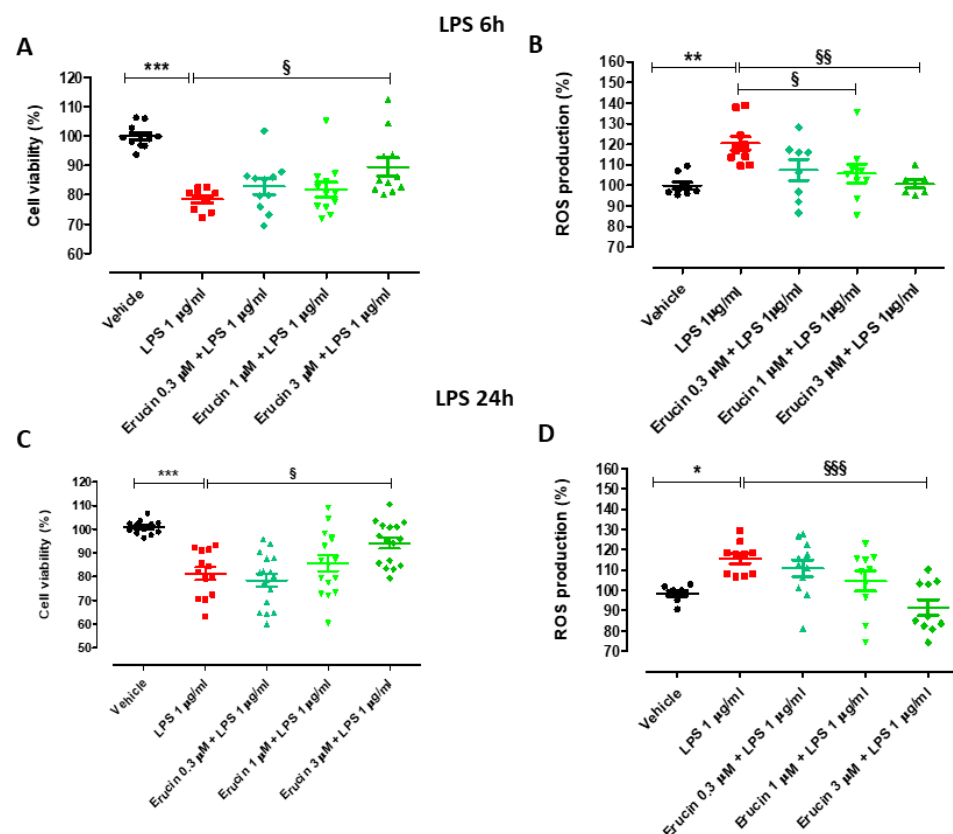 LPS 6h
A
B
***
§
**
§§
§
Cell viability (%)
120
110
100
90
80
70
60
ROS production (%)
160
150
140
130
120
110
100
90
80
70
Vehicle
LPS 1 µg/ml
Erucin 0.3 µM + LPS 1 µg/ml
Erucin 1 µM + LPS 1 µg/ml
Erucin 3 µM + LPS 1 µg/ml
Vehicle
LPS 1µg/ml
Erucin 0.3 µM + LPS 1µg/ml
Erucin 1 µM + LPS 1µg/ml
Erucin 3 µM + LPS 1µg/ml
LPS 24h
C
D
***
§
*
§§§
Cell viability (%)
120
110
100
90
80
70
60
50
ROS production (%)
160
150
140
130
120
110
100
90
80
70
Vehicle
LPS 1 µg/ml
Erucin 0.3 µM + LPS 1 µg/ml
Erucin 1 µM + LPS 1 µg/ml
Erucin 3 µM + LPS 1 µg/ml
Vehicle
LPS 1 µg/ml
Erucin 0.3 µM + LPS 1 µg/ml
Erucin 1 µM + LPS 1 µg/ml
Erucin 3 µM + LPS 1 µg/ml